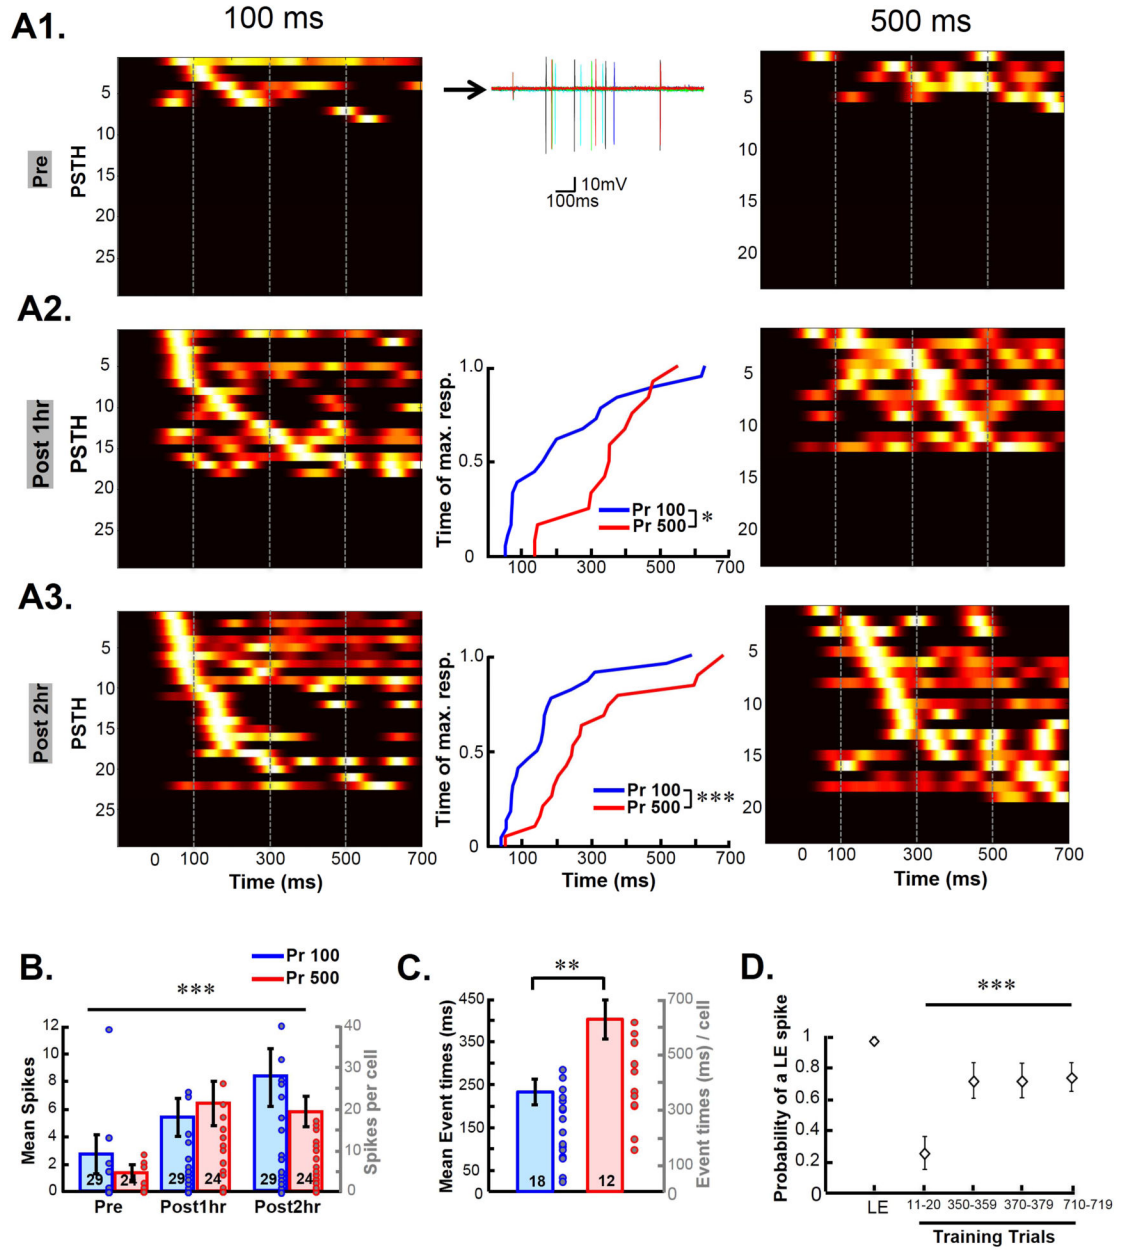 A1.
100 ms
500 ms
Pre
PSTH
5
10
15
20
25
10mV
100ms
5
10
15
20
A2.
Post 1hr
PSTH
5
10
15
20
25
Time of max. resp.
1.0
0.5
0
Pr 100
Pr 500
*
100 300 500 700
5
10
15
20
A3.
Post 2hr
PSTH
5
10
15
20
25
0 100 300 500 700
Time (ms)
Time of max. resp.
1.0
0.5
0
Pr 100
Pr 500
***
100 300 500 700
Time (ms)
5
10
15
20
0 100 300 500 700
Time (ms)
B.
Pr 100
Pr 500
***
Mean Spikes
12
10
8
6
4
2
0
29 24 29 24 29 24
Pre Post1hr Post2hr
40
30
20
10
0
Spikes per cell
C.
**
Mean Event times (ms)
450
400
350
300
250
200
150
100
50
0
18 12
700
500
300
100
0
Event times (ms) / cell
D.
***
Probability of a LE spike
1
0.8
0.6
0.4
0.2
0
LE 11-20 350-359 370-379 710-719
Training Trials